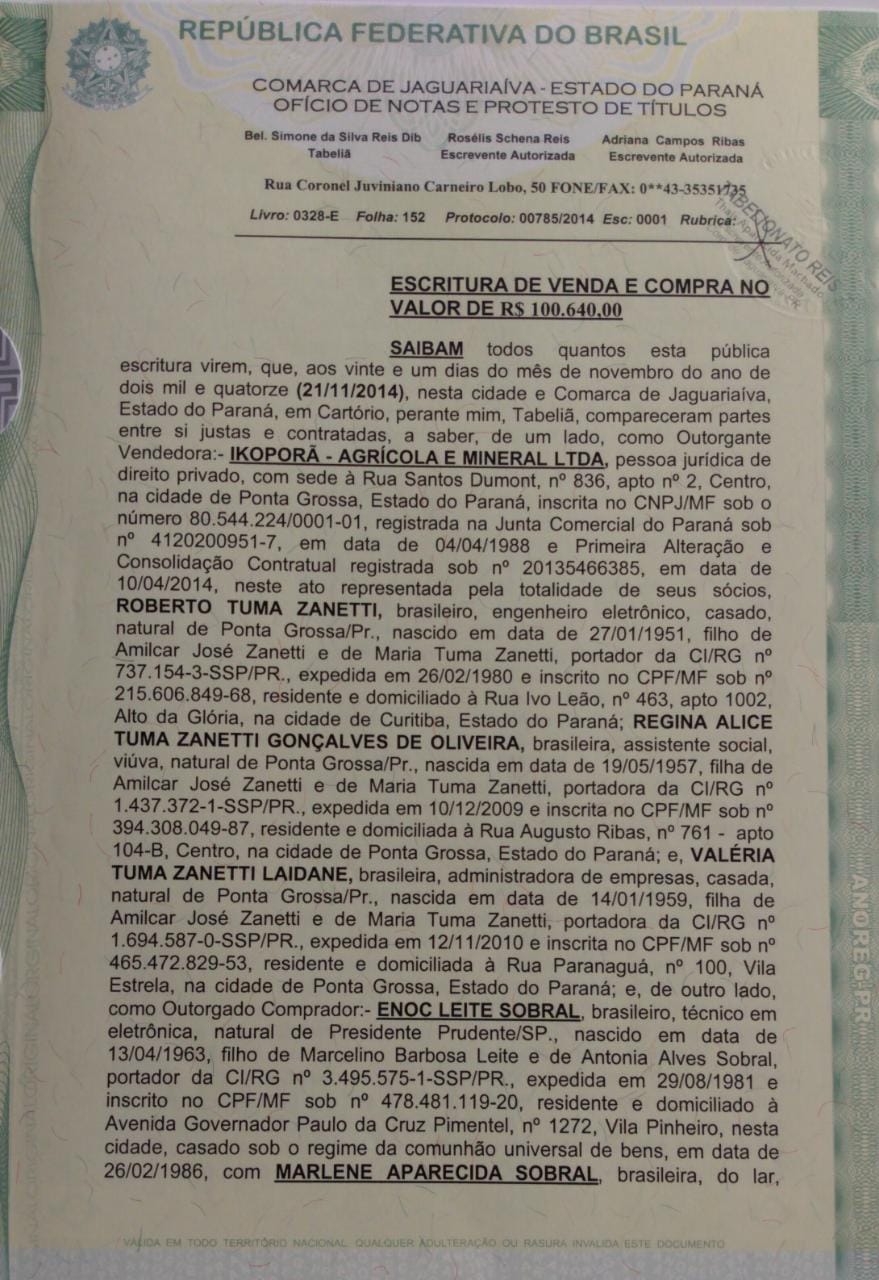 REPÚBLICA FEDERATIVA DO BRASIL
COMARCA DE JAGUARIAÍVA - ESTADO DO PARANÁ
OFÍCIO DE NOTAS E PROTESTO DE TÍTULOS
Bel. Simone da Silva Reis Dib Rosélis Schena Reis Adriana Campos Ribas
Tabeliã Escrevente Autorizada Escrevente Autorizada
Rua Coronel Juviniano Carneiro Lobo, 50 FONE/FAX: 0**43-35351735
Livro: 0328-E Folha: 152 Protocolo: 00785/2014 Esc: 0001 Rubrica:
TABELIONATO REIS
ESCRITURA DE VENDA E COMPRA NO
VALOR DE R$ 100.640,00
SAIBAM todos quantos esta pública
escritura virem, que, aos vinte e um dias do mês de novembro do ano de
dois mil e quatorze (21/11/2014), nesta cidade e Comarca de Jaguariaíva,
Estado do Paraná, em Cartório, perante mim, Tabeliã, compareceram partes
entre si justas e contratadas, a saber, de um lado, como Outorgante
Vendedora:- IKOPORÃ - AGRÍCOLA E MINERAL LTDA, pessoa jurídica de
direito privado, com sede à Rua Santos Dumont, nº 836, apto nº 2, Centro,
na cidade de Ponta Grossa, Estado do Paraná, inscrita no CNPJ/MF sob o
número 80.544.224/0001-01, registrada na Junta Comercial do Paraná sob
nº 4120200951-7, em data de 04/04/1988 e Primeira Alteração e
Consolidação Contratual registrada sob nº 20135466385, em data de
10/04/2014, neste ato representada pela totalidade de seus sócios,
ROBERTO TUMA ZANETTI, brasileiro, engenheiro eletrônico, casado,
natural de Ponta Grossa/Pr., nascido em data de 27/01/1951, filho de
Amilcar José Zanetti e de Maria Tuma Zanetti, portador da CI/RG nº
737.154-3-SSP/PR., expedida em 26/02/1980 e inscrito no CPF/MF sob nº
215.606.849-68, residente e domiciliado à Rua Ivo Leão, nº 463, apto 1002,
Alto da Glória, na cidade de Curitiba, Estado do Paraná; REGINA ALICE
TUMA ZANETTI GONÇALVES DE OLIVEIRA, brasileira, assistente social,
viúva, natural de Ponta Grossa/Pr., nascida em data de 19/05/1957, filha de
Amilcar José Zanetti e de Maria Tuma Zanetti, portadora da CI/RG nº
1.437.372-1-SSP/PR., expedida em 10/12/2009 e inscrita no CPF/MF sob nº
394.308.049-87, residente e domiciliada à Rua Augusto Ribas, nº 761 - apto
104-B, Centro, na cidade de Ponta Grossa, Estado do Paraná; e, VALÉRIA
TUMA ZANETTI LAIDANE, brasileira, administradora de empresas, casada,
natural de Ponta Grossa/Pr., nascida em data de 14/01/1959, filha de
Amilcar José Zanetti e de Maria Tuma Zanetti, portadora da CI/RG nº
1.694.587-0-SSP/PR., expedida em 12/11/2010 e inscrita no CPF/MF sob nº
465.472.829-53, residente e domiciliada à Rua Paranaguá, nº 100, Vila
Estrela, na cidade de Ponta Grossa, Estado do Paraná; e, de outro lado,
como Outorgado Comprador:- ENOC LEITE SOBRAL, brasileiro, técnico em
eletrônica, natural de Presidente Prudente/SP., nascido em data de
13/04/1963, filho de Marcelino Barbosa Leite e de Antonia Alves Sobral,
portador da CI/RG nº 3.495.575-1-SSP/PR., expedida em 29/08/1981 e
inscrito no CPF/MF sob nº 478.481.119-20, residente e domiciliado à
Avenida Governador Paulo da Cruz Pimentel, nº 1272, Vila Pinheiro, nesta
cidade, casado sob o regime da comunhão universal de bens, em data de
26/02/1986, com MARLENE APARECIDA SOBRAL, brasileira, do lar,
ANOREG-PR
VÁLIDA EM TODO TERRITÓRIO NACIONAL. QUALQUER ADULTERAÇÃO OU RASURA INVALIDA ESTE DOCUMENTO